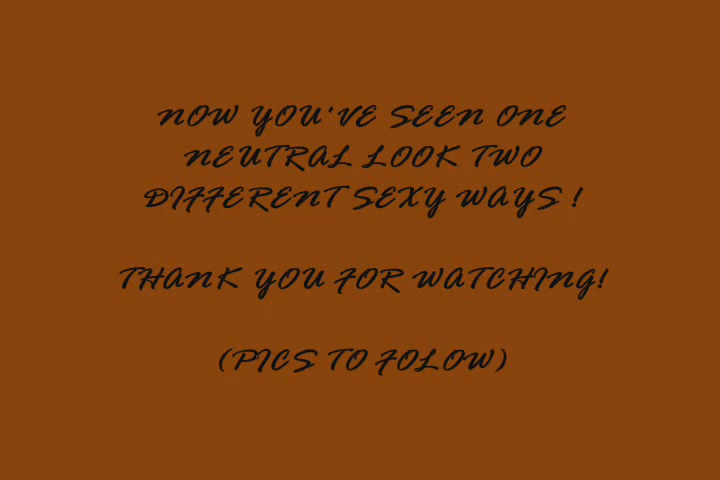 NOW YOU'VE SEEN ONE
NEUTRAL LOOK TWO
DIFFERENT SEXY WAYS !
THANK YOU FOR WATCHING!
(PICS TO FOLOW)